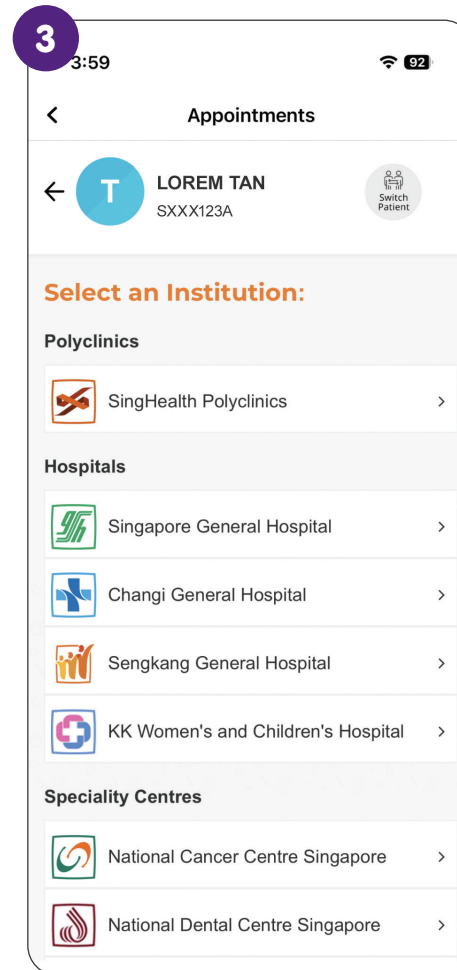 3
3:59
92
Appointments
T
LOREM TAN
SXXX123A
Switch
Patient
Select an Institution:
Polyclinics
SingHealth Polyclinics
Hospitals
Singapore General Hospital
Changi General Hospital
Sengkang General Hospital
KK Women's and Children's Hospital
Speciality Centres
National Cancer Centre Singapore
National Dental Centre Singapore